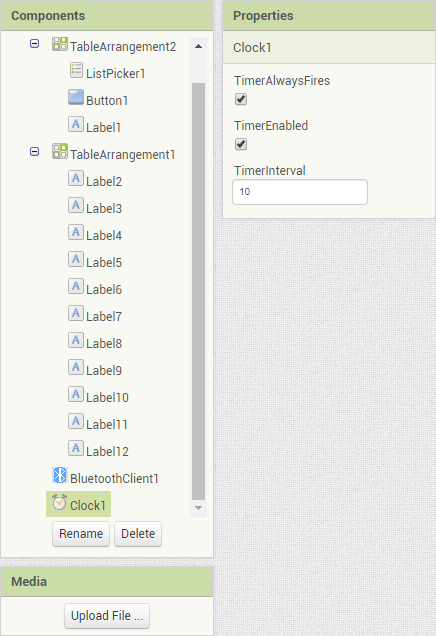 Components
TableArrangement2
ListPicker1
Button1
A Label1
TableArrangement1
A Label2
A Label3
A Label4
A Label5
A Label6
A Label7
A Label8
A Label9
A Label10
A Label11
A Label12
BluetoothClient1
Clock1
Rename Delete
Media
Upload File ...
Properties
Clock1
TimerAlwaysFires
TimerEnabled
TimerInterval
10